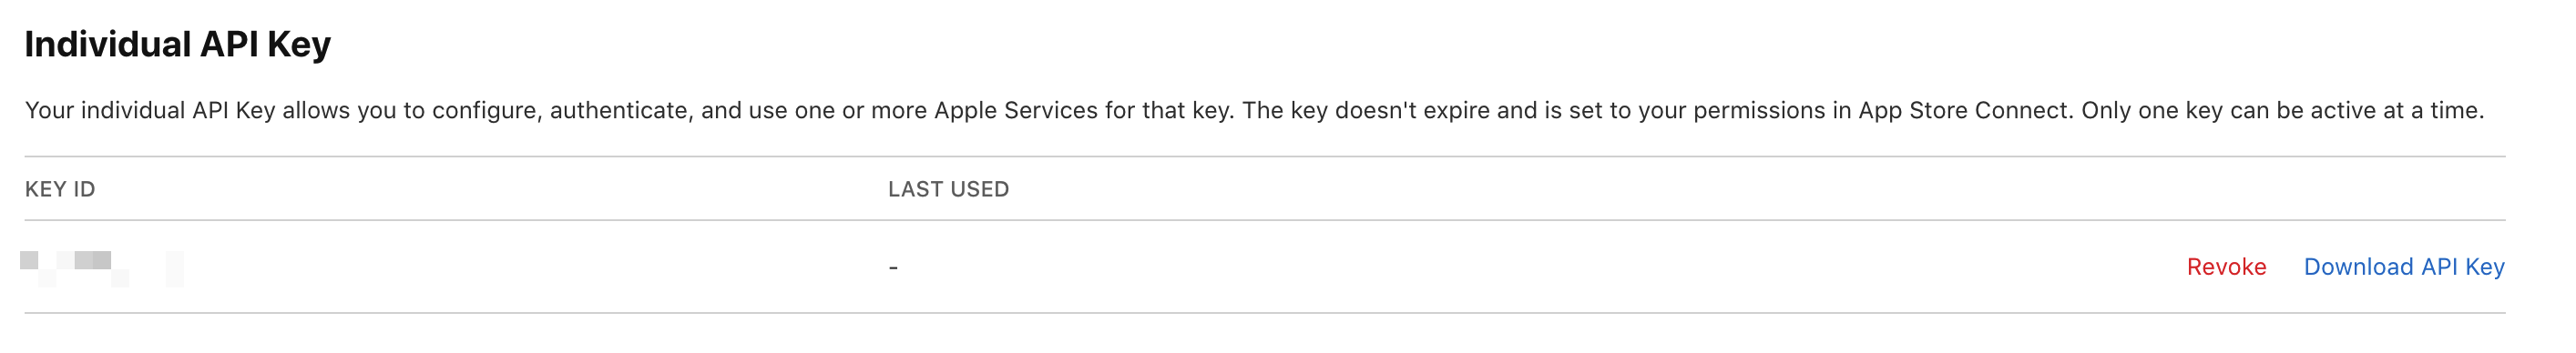 Individual API Key
Your individual API Key allows you to configure, authenticate, and use one or more Apple Services for that key. The key doesn't expire and is set to your permissions in App Store Connect. Only one key can be active at a time.
KEY ID LAST USED
- Revoke Download API Key